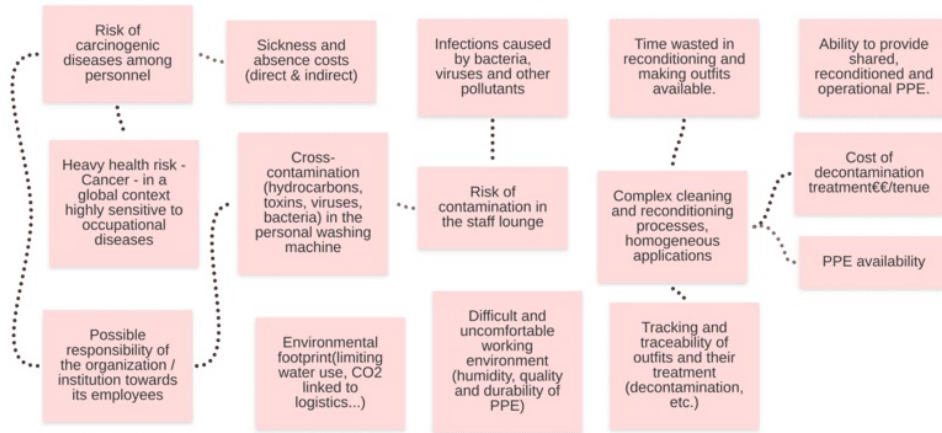 Risk of
carcinogenic
diseases among
personnel
Sickness and
absence costs
(direct & indirect)
Infections caused
by bacteria,
viruses and other
pollutants
Time wasted in
reconditioning and
making outfits
available.
Ability to provide
shared,
reconditioned and
operational PPE.
Heavy health risk -
Cancer - in a
global context
highly sensitive to
occupational
diseases
Cross-
contamination
(hydrocarbons,
toxins, viruses,
bacteria) in the
personal washing
machine
Risk of
contamination in
the staff lounge
Complex cleaning
and reconditioning
processes,
homogeneous
applications
Cost of
decontamination
treatment€€/tenue
PPE availability
Possible
responsibility of
the organization /
institution towards
its employees
Environmental
footprint(limiting
water use, CO2
linked to
logistics...)
Difficult and
uncomfortable
working
environment
(humidity, quality
and durability of
PPE)
Tracking and
traceability of
outfits and their
treatment
(decontamination,
etc.)